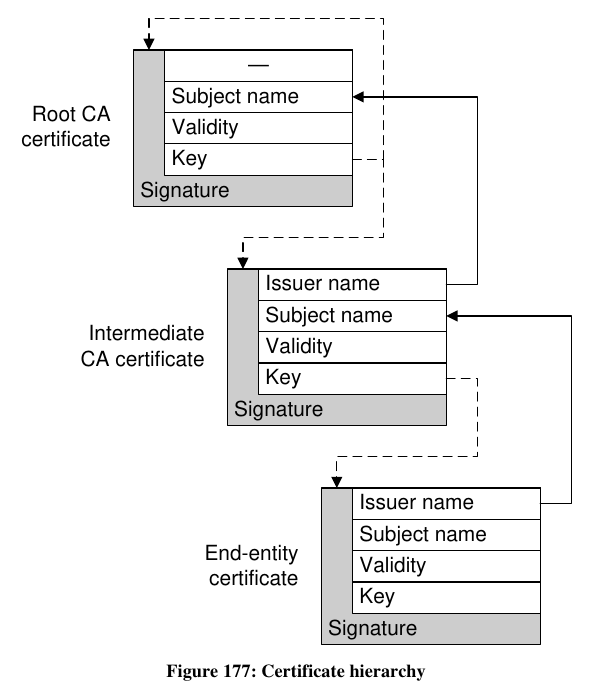 —
Subject name
Root CA
certificate
Validity
Key
Signature
Issuer name
Subject name
Intermediate
CA certificate
Validity
Key
Signature
Issuer name
Subject name
End-entity
certificate
Validity
Key
Signature
Figure 177: Certificate hierarchy